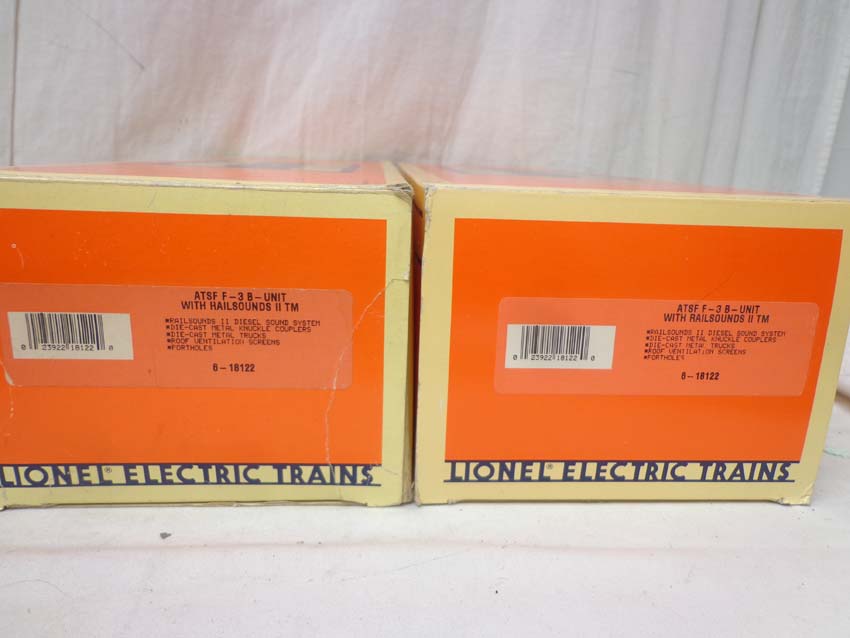 ATSF F-3 B-UNIT
WITH RAILSOUNDS II TM
*RAILSOUNDS II DIESEL SOUND SYSTEM
*DIE-CAST METAL KNUCKLE COUPLERS
*DIE-CAST METAL TRUCKS
*ROOF VENTILATION SCREENS
*PORTHOLES
0 23922 18122 0
6-18122
LIONEL® ELECTRIC TRAINS
ATSF F-3 B-UNIT
WITH RAILSOUNDS II TM
*RAILSOUNDS II DIESEL SOUND SYSTEM
*DIE-CAST METAL KNUCKLE COUPLERS
*DIE-CAST METAL TRUCKS
*ROOF VENTILATION SCREENS
*PORTHOLES
0 23922 18122 0
6-18122
LIONEL® ELECTRIC TRAINS